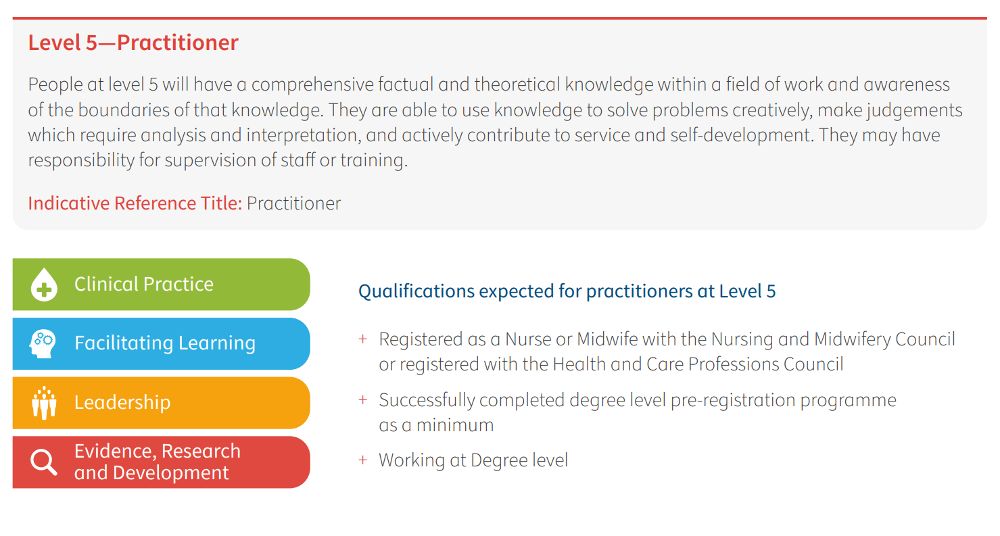 Level 5—Practitioner
People at level 5 will have a comprehensive factual and theoretical knowledge within a field of work and awareness
of the boundaries of that knowledge. They are able to use knowledge to solve problems creatively, make judgements
which require analysis and interpretation, and actively contribute to service and self-development. They may have
responsibility for supervision of staff or training.
Indicative Reference Title: Practitioner
Clinical Practice
Facilitating Learning
Leadership
Evidence, Research
and Development
Qualifications expected for practitioners at Level 5
+ Registered as a Nurse or Midwife with the Nursing and Midwifery Council
or registered with the Health and Care Professions Council
+ Successfully completed degree level pre-registration programme
as a minimum
+ Working at Degree level